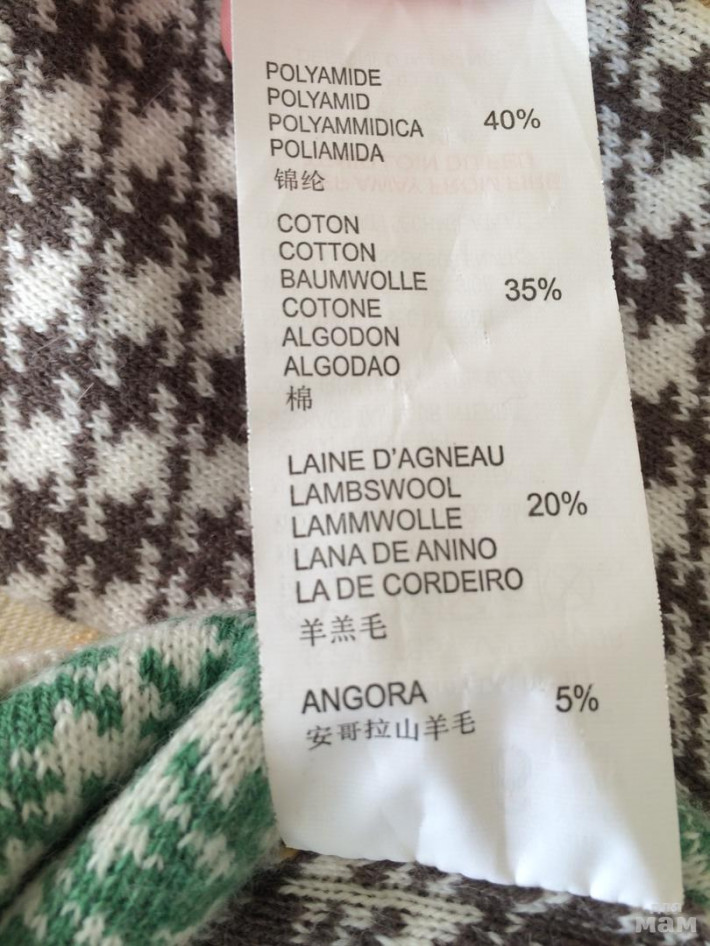 POLYAMIDE
POLYAMID
POLYAMMIDICA 40%
POLIAMIDA
锦纶
COTON
COTTON
BAUMWOLLE 35%
COTONE
ALGODON
ALGODAO
棉
LAINE D'AGNEAU
LAMBSWOOL 20%
LAMMWOLLE
LANA DE ANINO
LA DE CORDEIRO
羊羔毛
ANGORA 5%
安哥拉山羊毛
мам